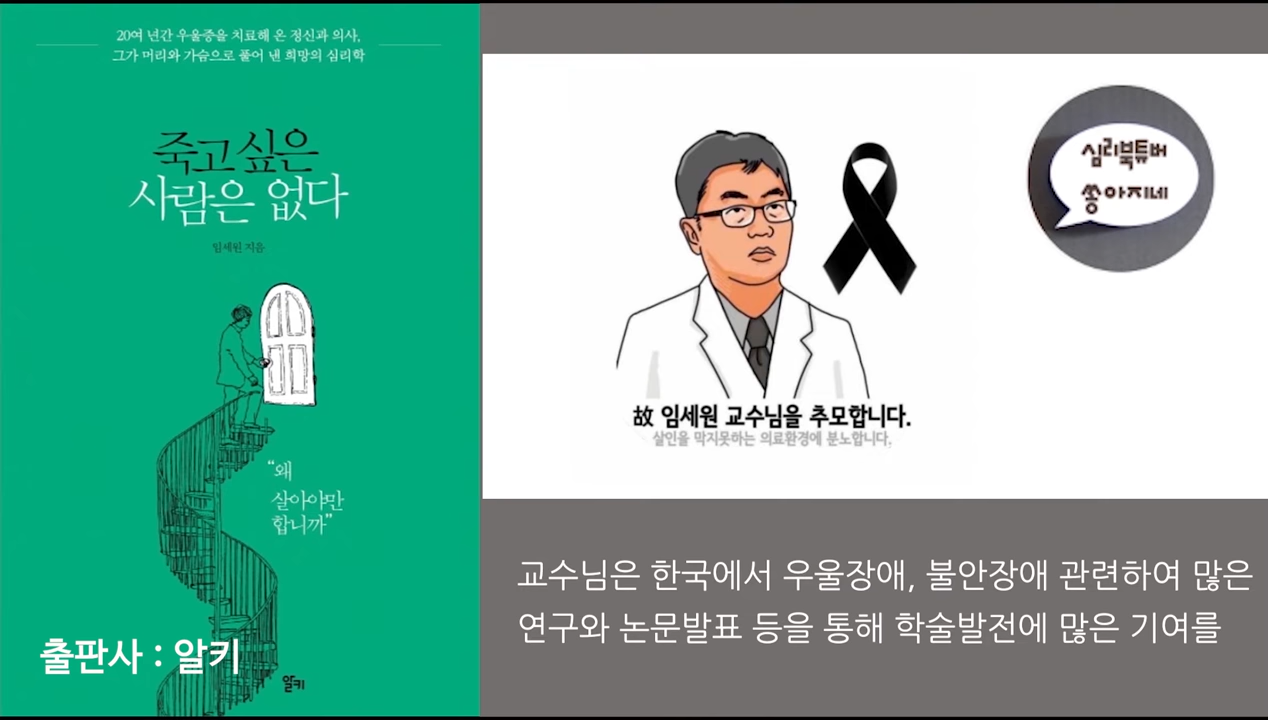 20여 년간 우울증을 치료해 온 정신과 의사,
그가 머리와 가슴으로 풀어 낸 희망의 심리학
죽고 싶은
사람은 없다
임세원 지음
“왜
살아야만
합니까”
출판사 : 알키
알키
심리북튜버
쏭아지네
故 임세원 교수님을 추모합니다.
살인을 막지못하는 의료환경에 분노합니다.
교수님은 한국에서 우울장애, 불안장애 관련하여 많은
연구와 논문발표 등을 통해 학술발전에 많은 기여를